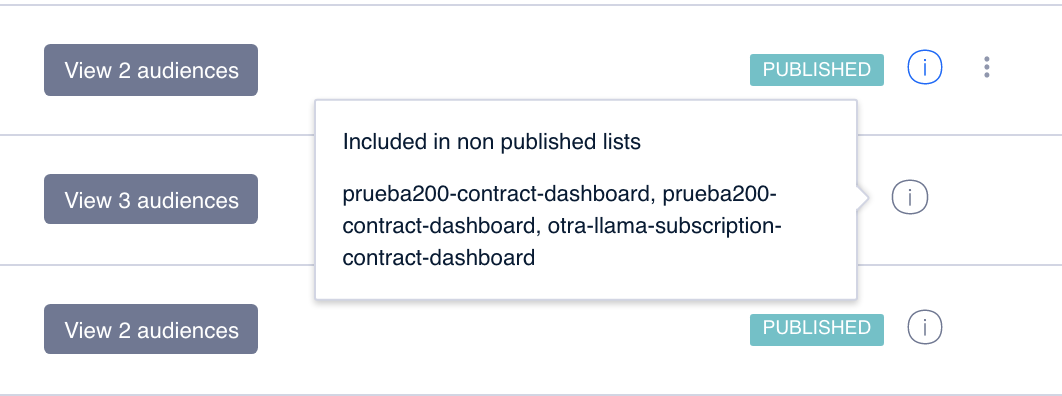 View 2 audiences
PUBLISHED
Included in non published lists
prueba200-contract-dashboard, prueba200-
contract-dashboard, otra-llama-subscription-
contract-dashboard
View 3 audiences
View 2 audiences
PUBLISHED